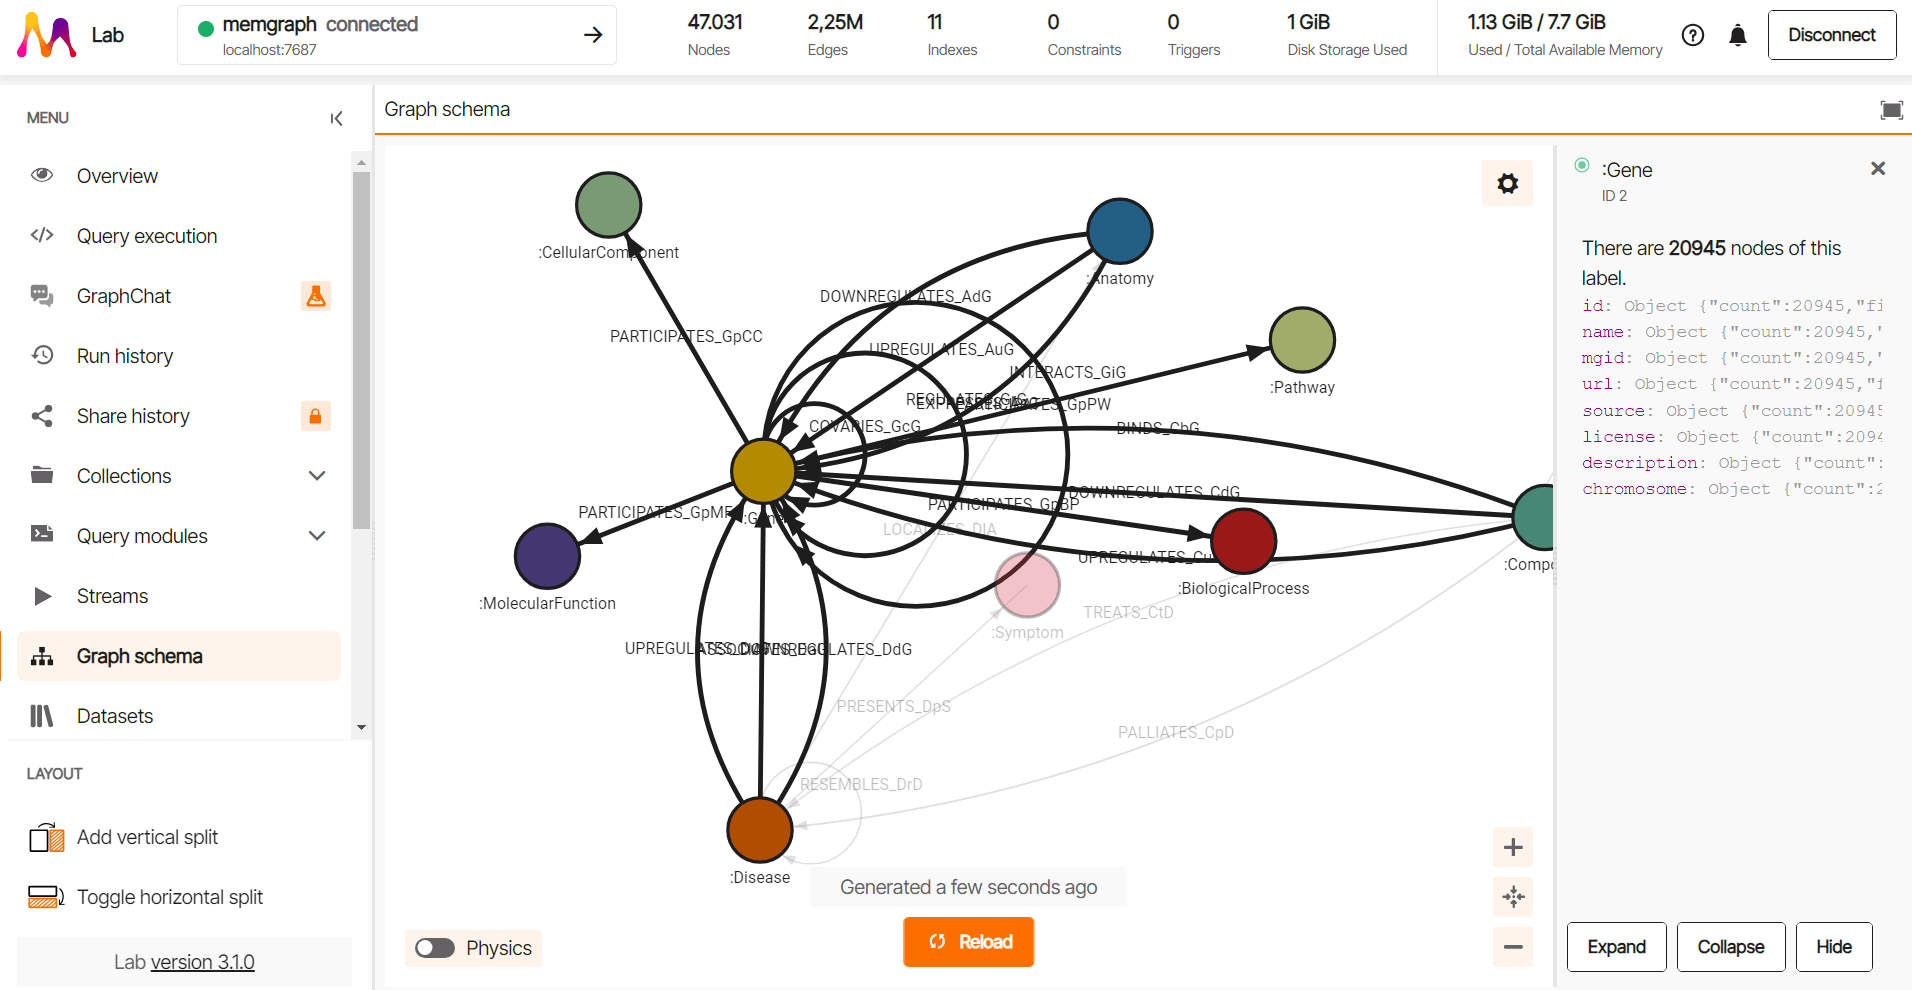 Lab
memgraph connected
localhost:7687
47.031
Nodes
2,25M
Edges
11
Indexes
0
Constraints
0
Triggers
1 GiB
Disk Storage Used
1.13 GiB / 7.7 GiB
Used / Total Available Memory
Disconnect
MENU
Overview
Query execution
GraphChat
Run history
Share history
Collections
Query modules
Streams
Graph schema
Datasets
LAYOUT
Add vertical split
Toggle horizontal split
Lab version 3.1.0
Graph schema
:CellularComponent
:Anatomy
DOWNREGULATES_AdG
PARTICIPATES_GpCC
UPREGULATES_AuG
INTERACTS_GiG
:Pathway
PARTICIPATES_GpPW
COVARIES_GcG
BINDS_CbG
DOWNREGULATES_CdG
PARTICIPATES_GpBP
PARTICIPATES_GpMF
:Gene
LOCALIZES_DlA
UPREGULATES_Cu
:Compo
:BiologicalProcess
:MolecularFunction
TREATS_CtD
:Symptom
DOWNREGULATES_DdG
PRESENTS_DpS
PALLIATES_CpD
RESEMBLES_DrD
:Disease
Generated a few seconds ago
Reload
Physics
:Gene
ID 2
There are 20945 nodes of this
label.
id: Object {"count":20945,"fi
name: Object {"count":20945,"
mgid: Object {"count":20945,"
url: Object {"count":20945,"f
source: Object {"count":20945
license: Object {"count":2094
description: Object {"count":
chromosome: Object {"count":2
Expand
Collapse
Hide